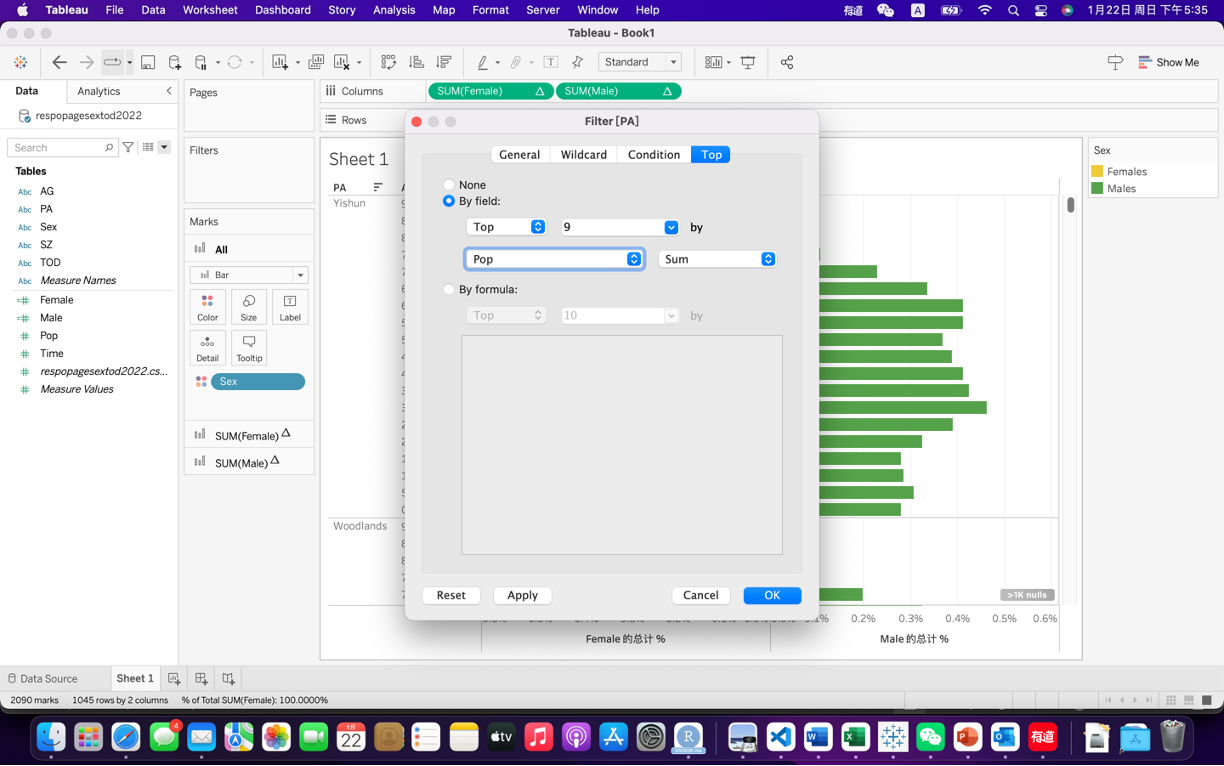 Tableau File Data Worksheet Dashboard Story Analysis Map Format Server Window Help 有道 A 1月22日 周日 下午 5:35
Tableau - Book1
Standard
Show Me
Data Analytics
respopagesextod2022
Search
Tables
Abc AG
Abc PA
Abc Sex
Abc SZ
Abc TOD
Abc Measure Names
Female
Male
Pop
Time
respopagesextod2022.cs...
Measure Values
Pages
Filters
Marks
All
Bar
Color Size Label
Detail Tooltip
Sex
SUM(Female)
SUM(Male)
Columns SUM(Female) SUM(Male)
Rows
Sheet 1
PA
Yishun
Woodlands
Filter [PA]
General Wildcard Condition Top
None
By field:
Top 9 by
Pop Sum
By formula:
Top 10 by
Reset Apply Cancel OK
>1K nulls
0.2% 0.3% 0.4% 0.5% 0.6%
Female 的总计 % Male 的总计 %
Sex
Females
Males
Data Source Sheet 1
2090 marks 1045 rows by 2 columns % of Total SUM(Female): 100.0000%
4
22
tv
R
W
X
P
有道